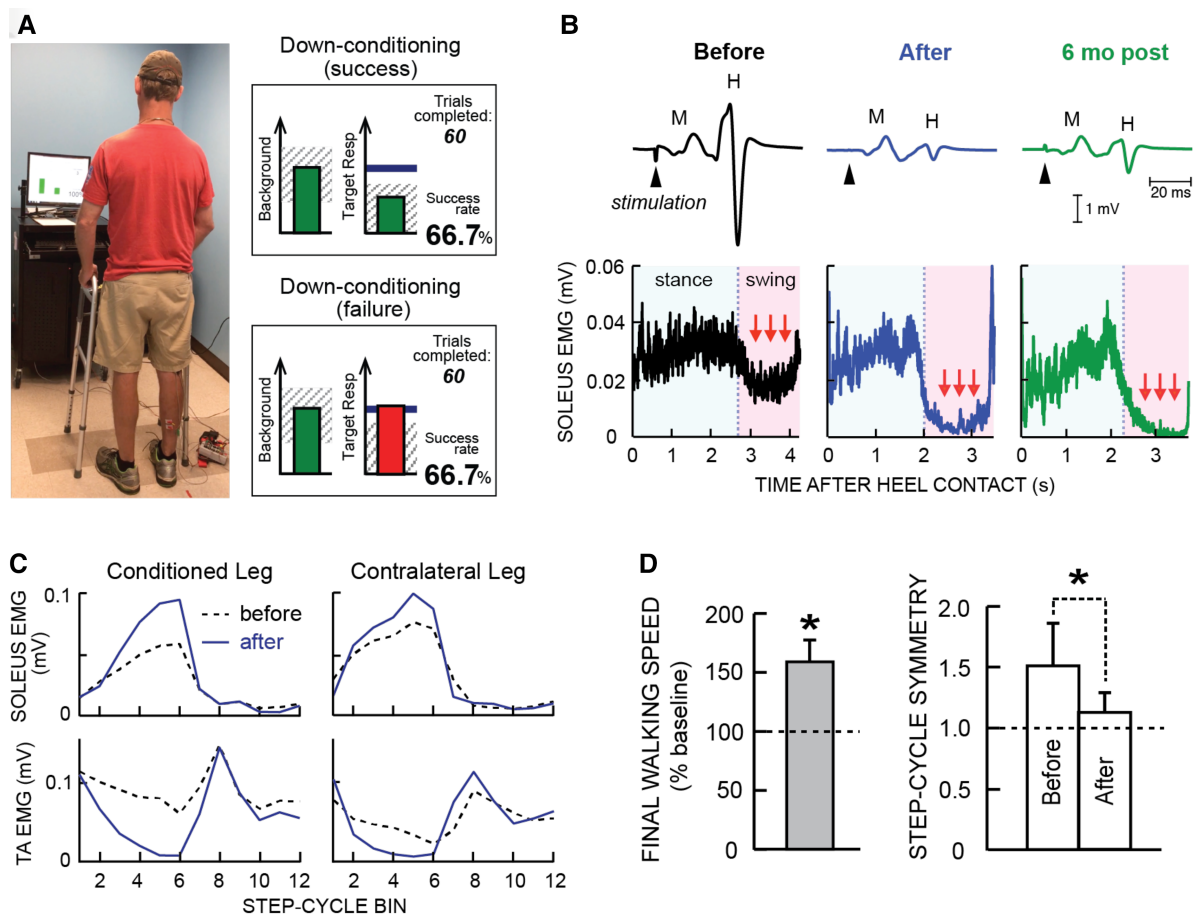 A
Down-conditioning
(success)
Background
Target Resp
Trials
completed:
60
Success
rate
66.7%
100%
Down-conditioning
(failure)
Background
Target Resp
Trials
completed:
60
Success
rate
66.7%
B
Before
After
6 mo post
M
H
M
H
M
H
stimulation
1 mV
20 ms
SOLEUS EMG (mV)
0.06
0.04
0.02
0
stance
swing
0 1 2 3 4
0 1 2 3
0 1 2 3
TIME AFTER HEEL CONTACT (s)
C
Conditioned Leg
Contralateral Leg
SOLEUS EMG
(mV)
0.1
0
before
after
TA EMG (mV)
0.1
0
2 4 6 8 10 12
2 4 6 8 10 12
STEP-CYCLE BIN
D
FINAL WALKING SPEED
(% baseline)
200
150
100
50
0
*
STEP-CYCLE SYMMETRY
2.0
1.5
1.0
0.5
0
*
Before
After